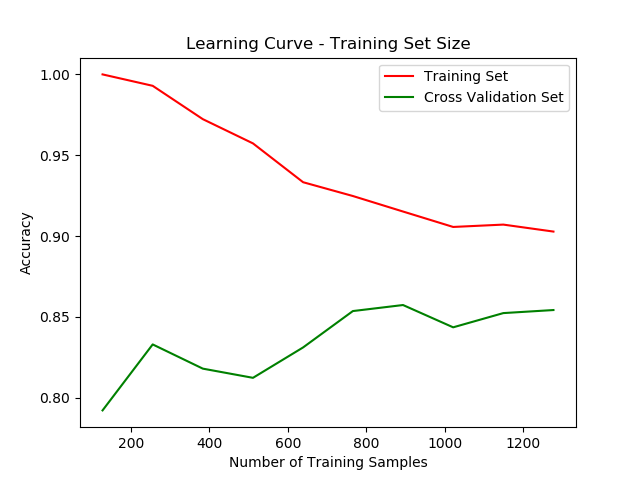 Learning Curve - Training Set Size
Training Set
Cross Validation Set
1.00
0.95
0.90
0.85
0.80
Accuracy
200 400 600 800 1000 1200
Number of Training Samples